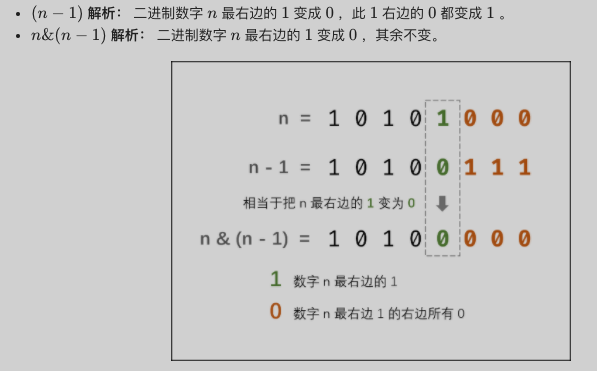 • (n − 1) 解析： 二进制数字 n 最右边的 1 变成 0 ，此 1 右边的 0 都变成 1 。
• n&(n − 1) 解析： 二进制数字 n 最右边的 1 变成 0 ，其余不变。
n = 1 0 1 0 1 0 0 0
n - 1 = 1 0 1 0 0 1 1 1
相当于把 n 最右边的 1 变为 0
n & (n - 1) = 1 0 1 0 0 0 0 0
1 数字 n 最右边的 1
0 数字 n 最右边 1 的右边所有 0